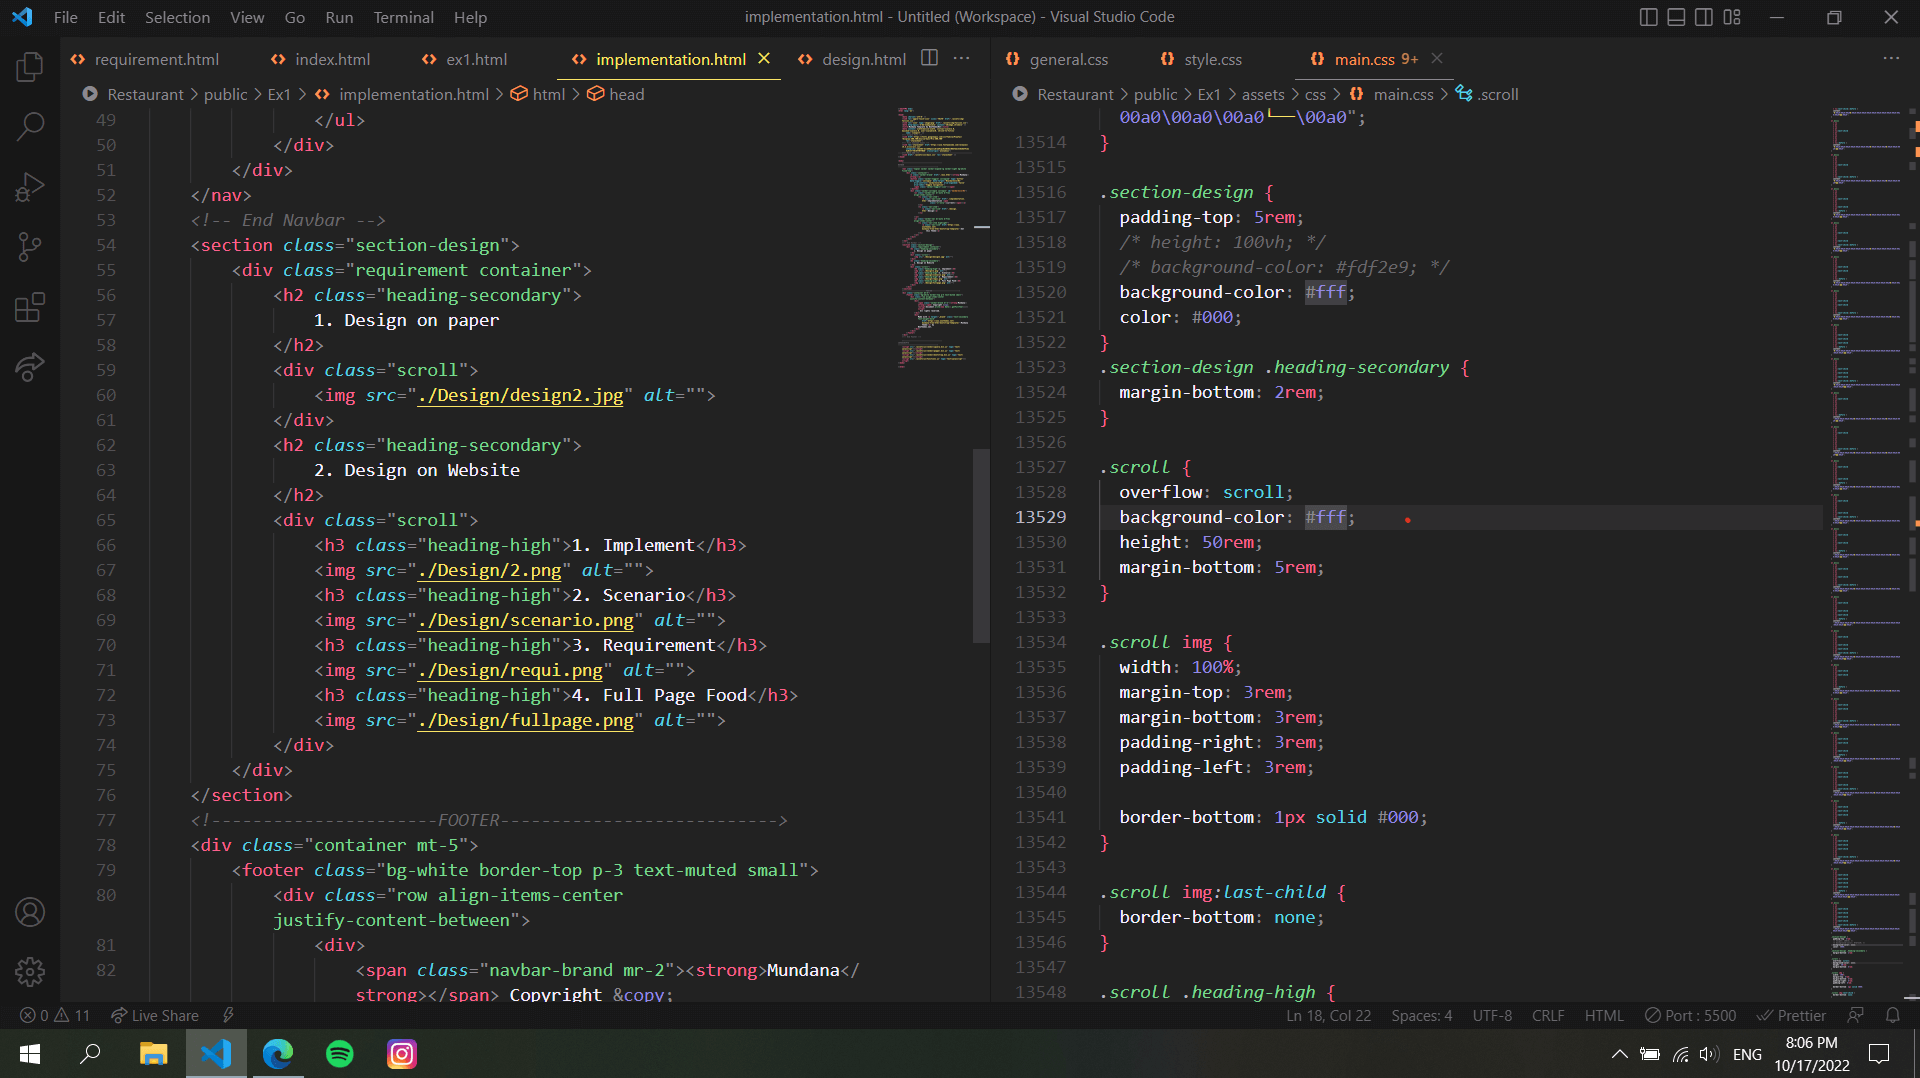 File Edit Selection View Go Run Terminal Help
implementation.html - Untitled (Workspace) - Visual Studio Code
requirement.html index.html ex1.html implementation.html design.html
Restaurant > public > Ex1 > implementation.html > html > head
49 </ul>
50 </div>
51 </div>
52 </nav>
53 <!-- End Navbar -->
54 <section class="section-design">
55 <div class="requirement container">
56 <h2 class="heading-secondary">
57 1. Design on paper
58 </h2>
59 <div class="scroll">
60 <img src="./Design/design2.jpg" alt="">
61 </div>
62 <h2 class="heading-secondary">
63 2. Design on Website
64 </h2>
65 <div class="scroll">
66 <h3 class="heading-high">1. Implement</h3>
67 <img src="./Design/2.png" alt="">
68 <h3 class="heading-high">2. Scenario</h3>
69 <img src="./Design/scenario.png" alt="">
70 <h3 class="heading-high">3. Requirement</h3>
71 <img src="./Design/requi.png" alt="">
72 <h3 class="heading-high">4. Full Page Food</h3>
73 <img src="./Design/fullpage.png" alt="">
74 </div>
75 </div>
76 </section>
77 <!----------------------FOOTER--------------------------->
78 <div class="container mt-5">
79 <footer class="bg-white border-top p-3 text-muted small">
80 <div class="row align-items-center
justify-content-between">
81 <div>
82 <span class="navbar-brand mr-2"><strong>Mundana</
strong></span> Copyright &copy;
general.css style.css main.css 9+
Restaurant > public > Ex1 > assets > css > main.css > .scroll
00a0\00a0\00a0└──\00a0";
13514 }
13515
13516 .section-design {
13517 padding-top: 5rem;
13518 /* height: 100vh; */
13519 /* background-color: #fdf2e9; */
13520 background-color: #fff;
13521 color: #000;
13522 }
13523 .section-design .heading-secondary {
13524 margin-bottom: 2rem;
13525 }
13526
13527 .scroll {
13528 overflow: scroll;
13529 background-color: #fff;
13530 height: 50rem;
13531 margin-bottom: 5rem;
13532 }
13533
13534 .scroll img {
13535 width: 100%;
13536 margin-top: 3rem;
13537 margin-bottom: 3rem;
13538 padding-right: 3rem;
13539 padding-left: 3rem;
13540
13541 border-bottom: 1px solid #000;
13542 }
13543
13544 .scroll img:last-child {
13545 border-bottom: none;
13546 }
13547
13548 .scroll .heading-high {
0 11 Live Share
Ln 18, Col 22 Spaces: 4 UTF-8 CRLF HTML Port : 5500 Prettier
ENG
8:06 PM
10/17/2022